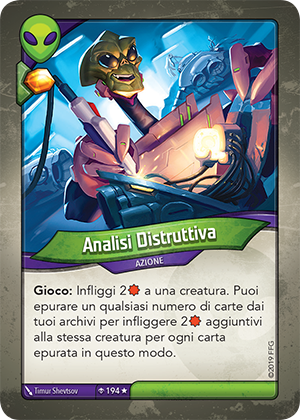 Analisi Distruttiva
AZIONE
Gioco: Infliggi 2 a una creatura. Puoi
epurare un qualsiasi numero di carte dai
tuoi archivi per infliggere 2 aggiuntivi
alla stessa creatura per ogni carta
epurata in questo modo.
©2019 FFG
Timur Shevtsov
194